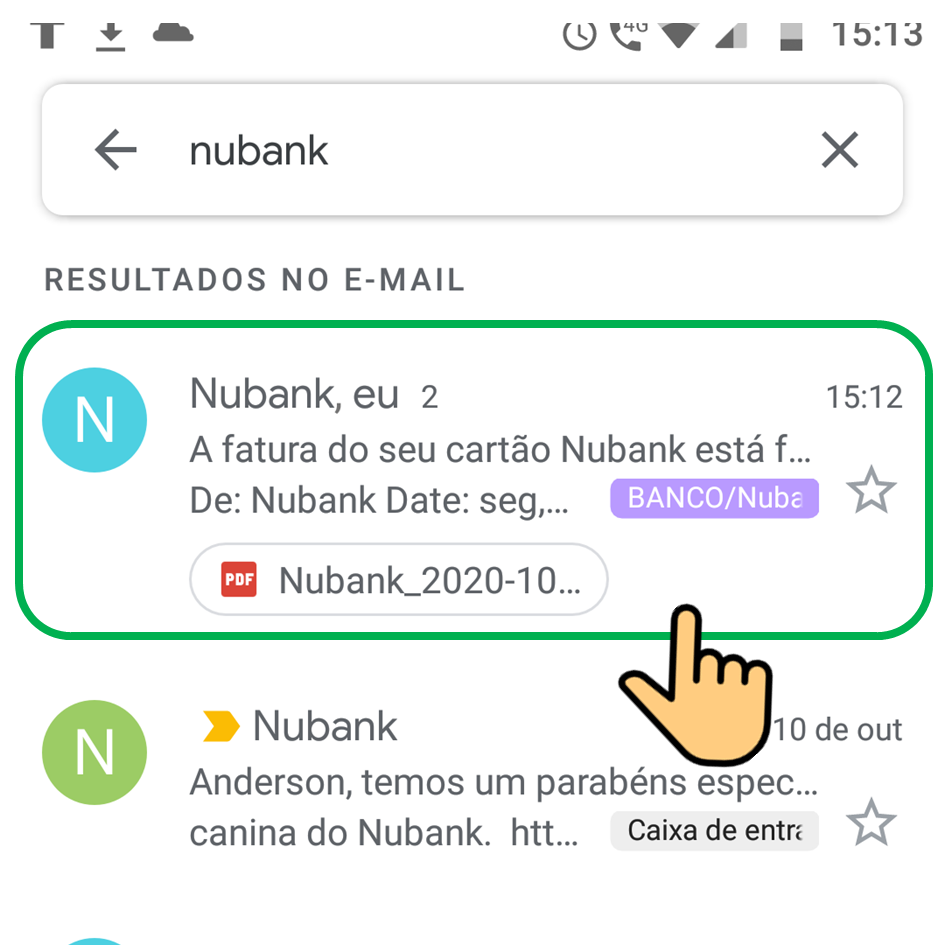 4G 15:13
nubank
RESULTADOS NO E-MAIL
N Nubank, eu 2 15:12
A fatura do seu cartão Nubank está f...
De: Nubank Date: seg,... BANCO/Nuba
PDF Nubank_2020-10...
N Nubank 10 de out
Anderson, temos um parabéns espec...
canina do Nubank. htt... Caixa de entra